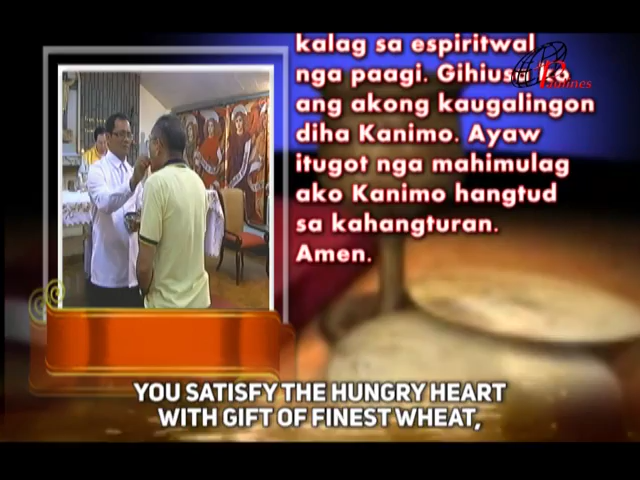 kalag sa espiritwal
nga paagi. Gihiusa ko
ang akong kaugalingon
diha Kanimo. Ayaw
itugot nga mahimulag
ako Kanimo hangtud
sa kahangturan.
Amen.
Paulines
YOU SATISFY THE HUNGRY HEART
WITH GIFT OF FINEST WHEAT,